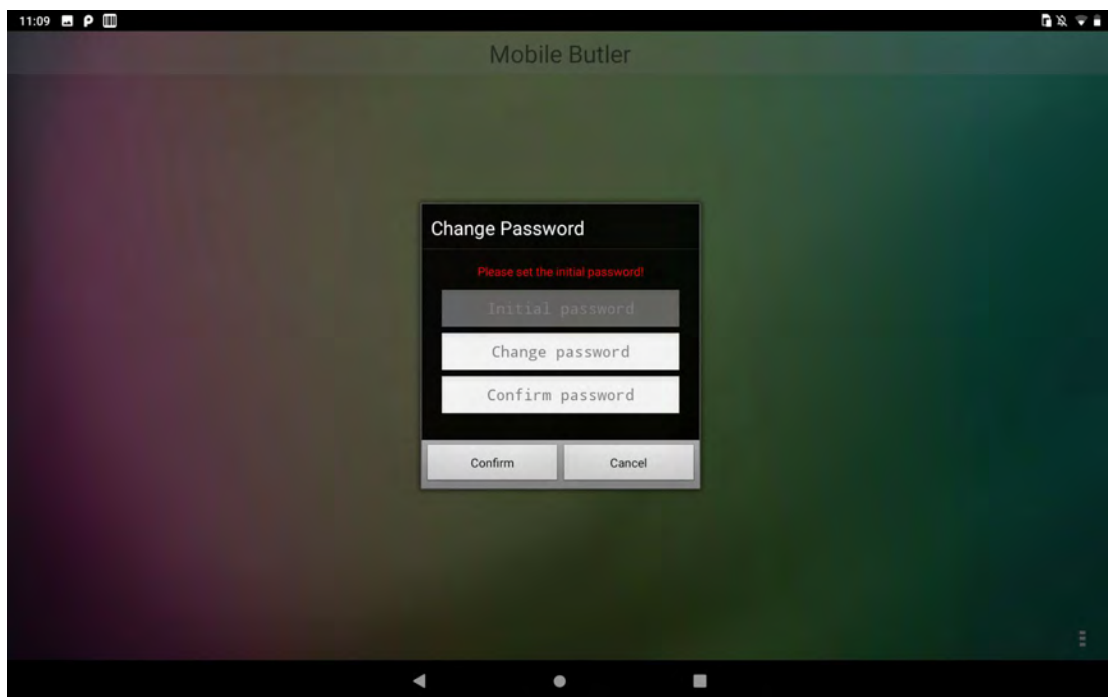 11:09
Mobile Butler
Change Password
Please set the initial password!
Initial password
Change password
Confirm password
Confirm Cancel